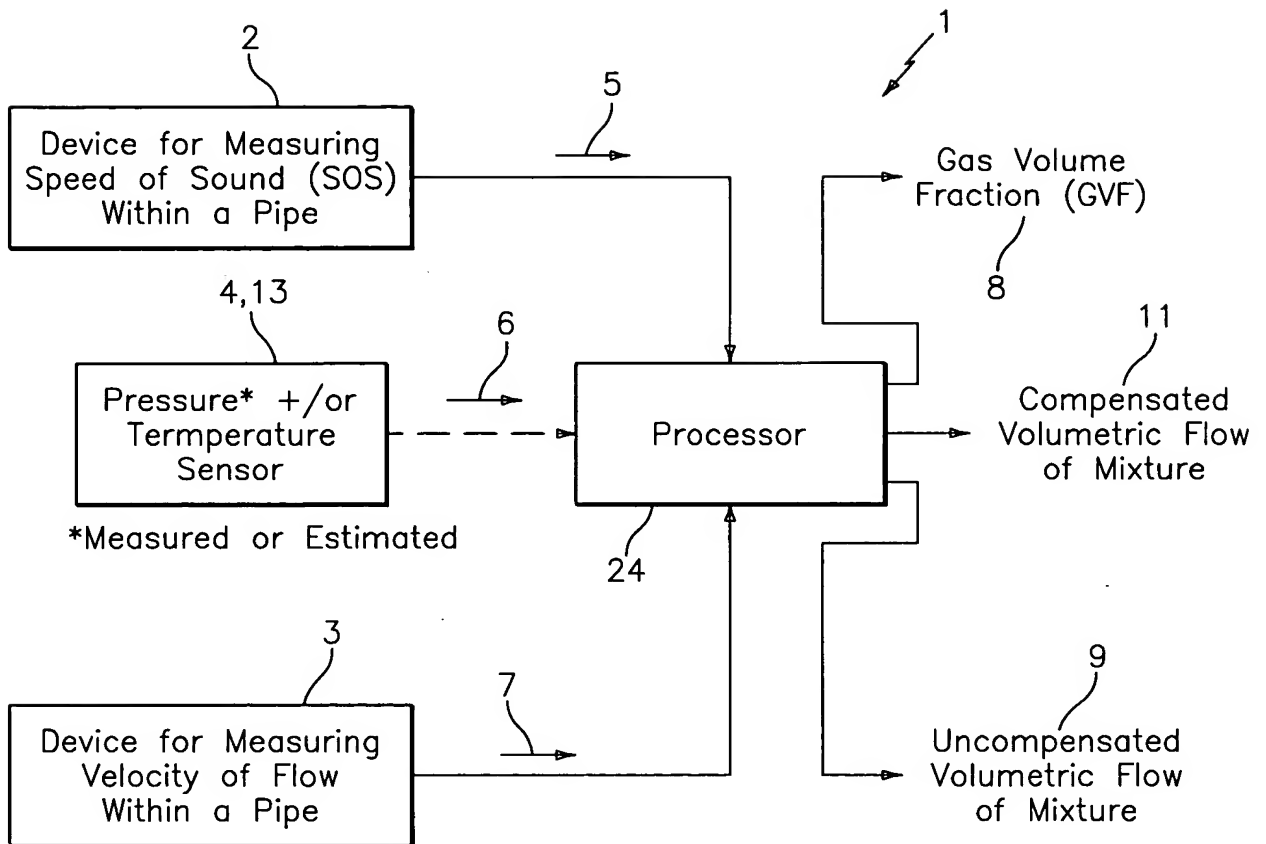 1
2
Device for Measuring
Speed of Sound (SOS)
Within a Pipe
5
Gas Volume
Fraction (GVF)
8
4,13
Pressure* +/or
Termperature
Sensor
*Measured or Estimated
6
Processor
24
11
Compensated
Volumetric Flow
of Mixture
3
Device for Measuring
Velocity of Flow
Within a Pipe
7
9
Uncompensated
Volumetric Flow
of Mixture